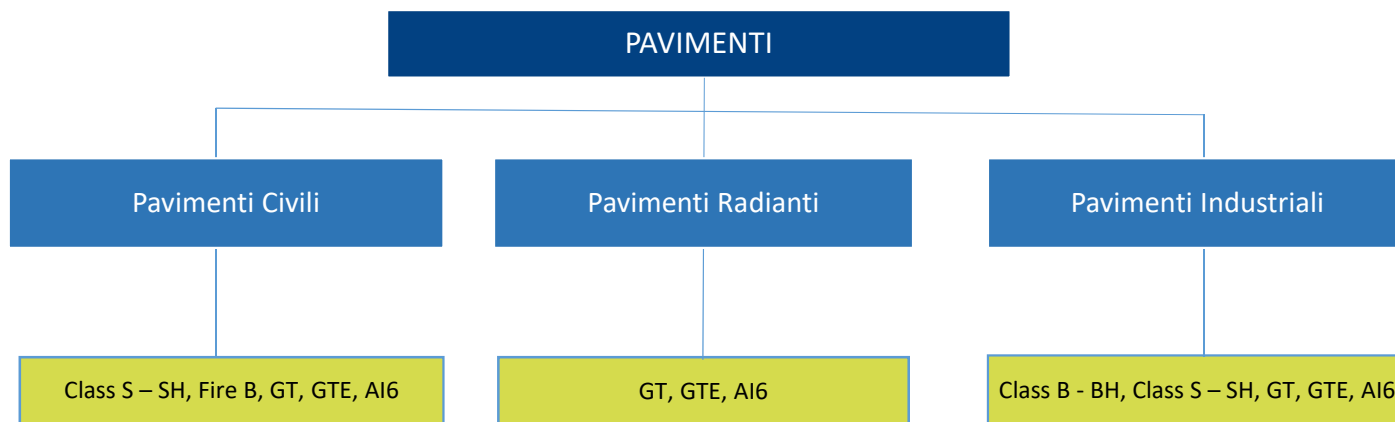 PAVIMENTI
Pavimenti Civili
Pavimenti Radianti
Pavimenti Industriali
Class S – SH, Fire B, GT, GTE, AI6
GT, GTE, AI6
Class B - BH, Class S – SH, GT, GTE, AI6